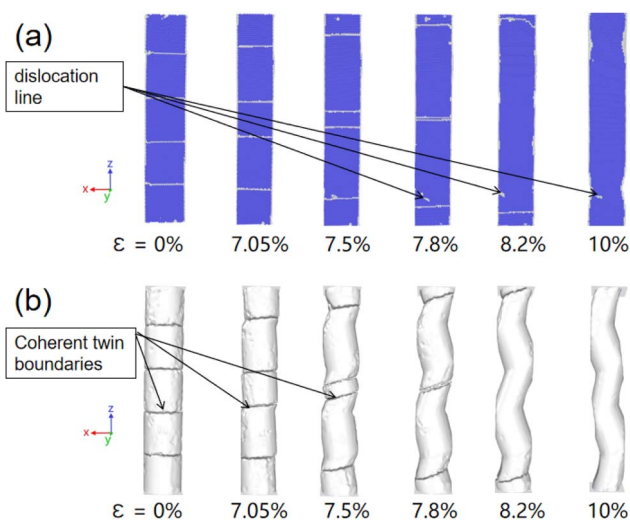 (a)
dislocation
line
z
x
y
Ɛ = 0% 7.05% 7.5% 7.8% 8.2% 10%
(b)
Coherent twin
boundaries
z
x
y
Ɛ = 0% 7.05% 7.5% 7.8% 8.2% 10%